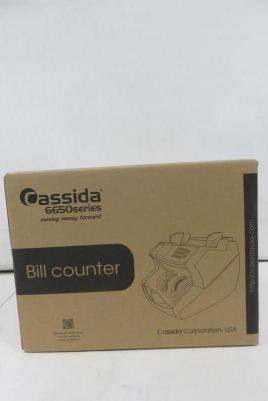 Cassida
6650series
moving money forward
Bill counter
http://cassidausa.com
Cassida Corporation, USA